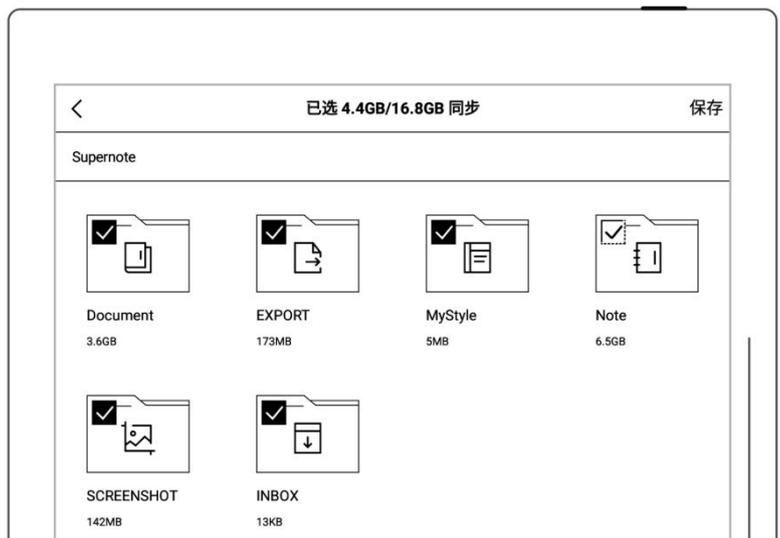 已选 4.4GB/16.8GB 同步
保存
Supernote
Document
EXPORT
MyStyle
Note
3.6GB
173MB
5MB
6.5GB
SCREENSHOT
INBOX
142MB
13KB